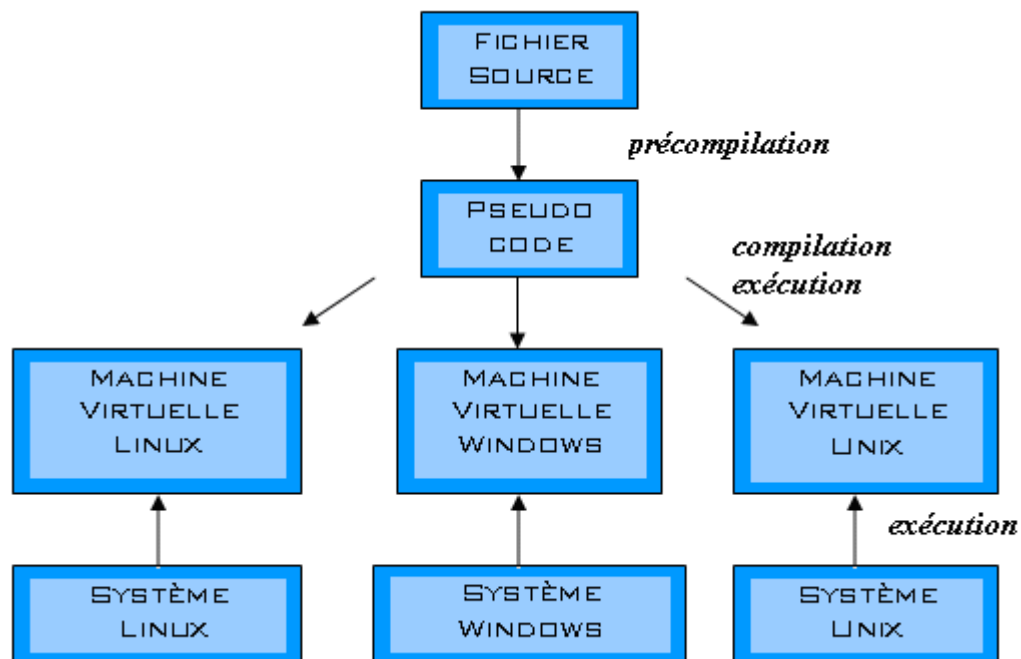 FICHIER
SOURCE
précompilation
PSEUDO
CODE
compilation
exécution
MACHINE
VIRTUELLE
LINUX
MACHINE
VIRTUELLE
WINDOWS
MACHINE
VIRTUELLE
UNIX
exécution
SYSTÈME
LINUX
SYSTÈME
WINDOWS
SYSTÈME
UNIX